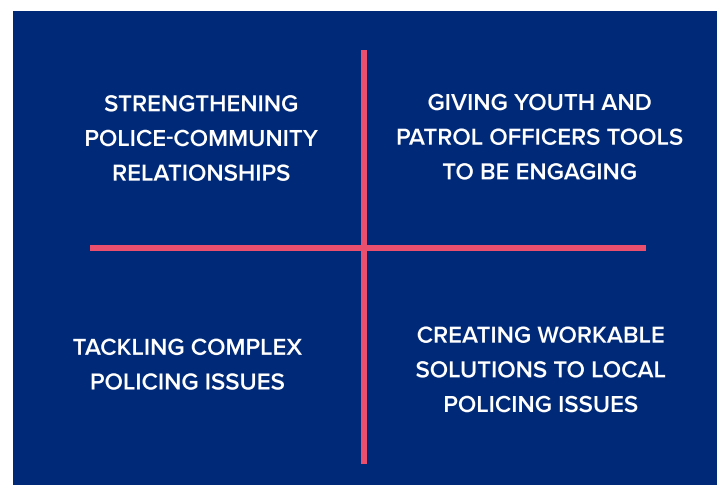 STRENGTHENING
POLICE-COMMUNITY
RELATIONSHIPS
GIVING YOUTH AND
PATROL OFFICERS TOOLS
TO BE ENGAGING
TACKLING COMPLEX
POLICING ISSUES
CREATING WORKABLE
SOLUTIONS TO LOCAL
POLICING ISSUES